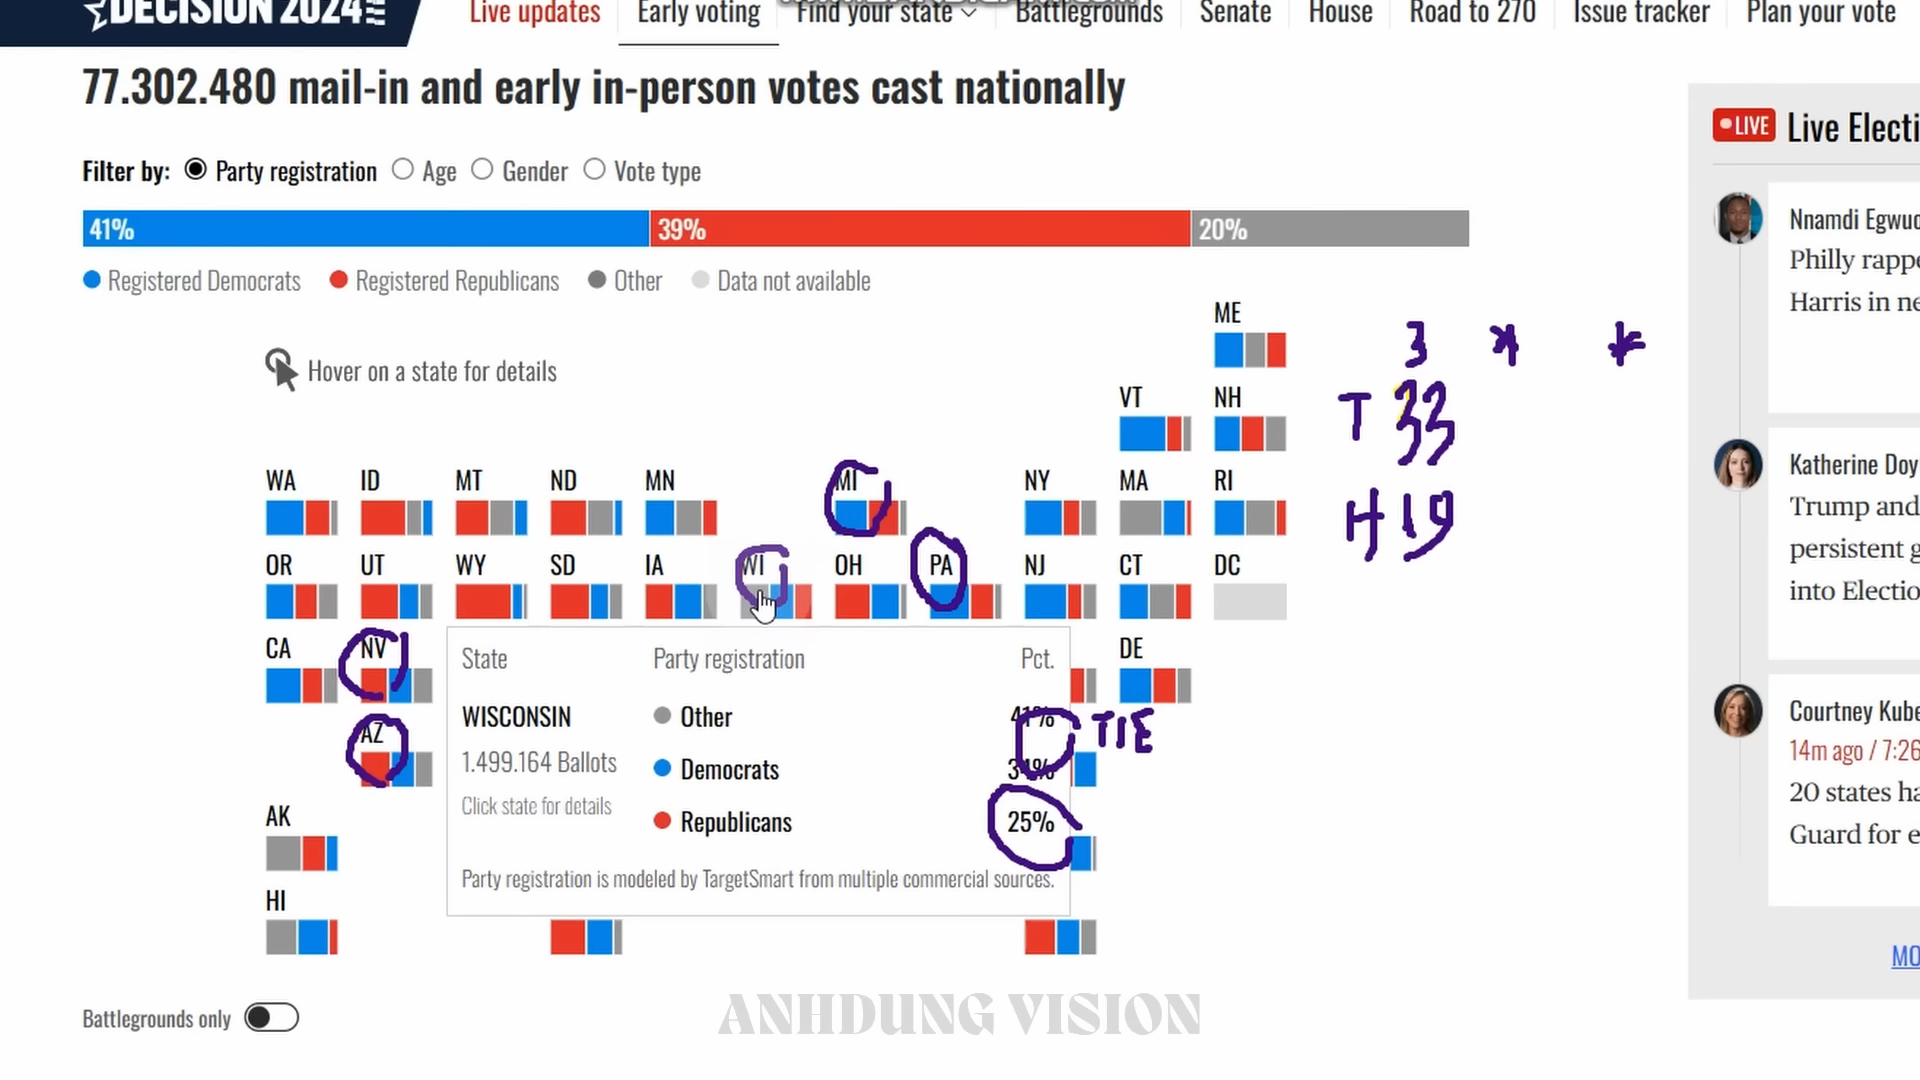 DECISION 2024
Live updates Early voting Find your state Battlegrounds Senate House Road to 270 Issue tracker Plan your vote
77.302.480 mail-in and early in-person votes cast nationally
Filter by: Party registration Age Gender Vote type
41% 39% 20%
Registered Democrats Registered Republicans Other Data not available
Hover on a state for details
ME
VT NH
WA ID MT ND MN MI NY MA RI
OR UT WY SD IA WI OH PA NJ CT DC
CA NV DE
AZ
AK
HI
State Party registration Pct.
WISCONSIN Other 41%
1.499.164 Ballots Democrats 34%
Click state for details Republicans 25%
Party registration is modeled by TargetSmart from multiple commercial sources.
TIE
3 * *
T 33
H 19
Battlegrounds only
LIVE Live Electi
Nnamdi Egwuo
Philly rappe
Harris in ne
Katherine Doy
Trump and
persistent g
into Electio
Courtney Kube
14m ago / 7:26
20 states ha
Guard for e
MO
ANHDUNG VISION